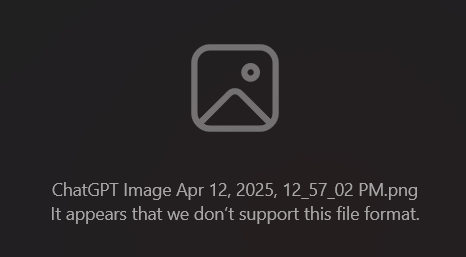 ChatGPT Image Apr 12, 2025, 12_57_02 PM.png
It appears that we don’t support this file format.